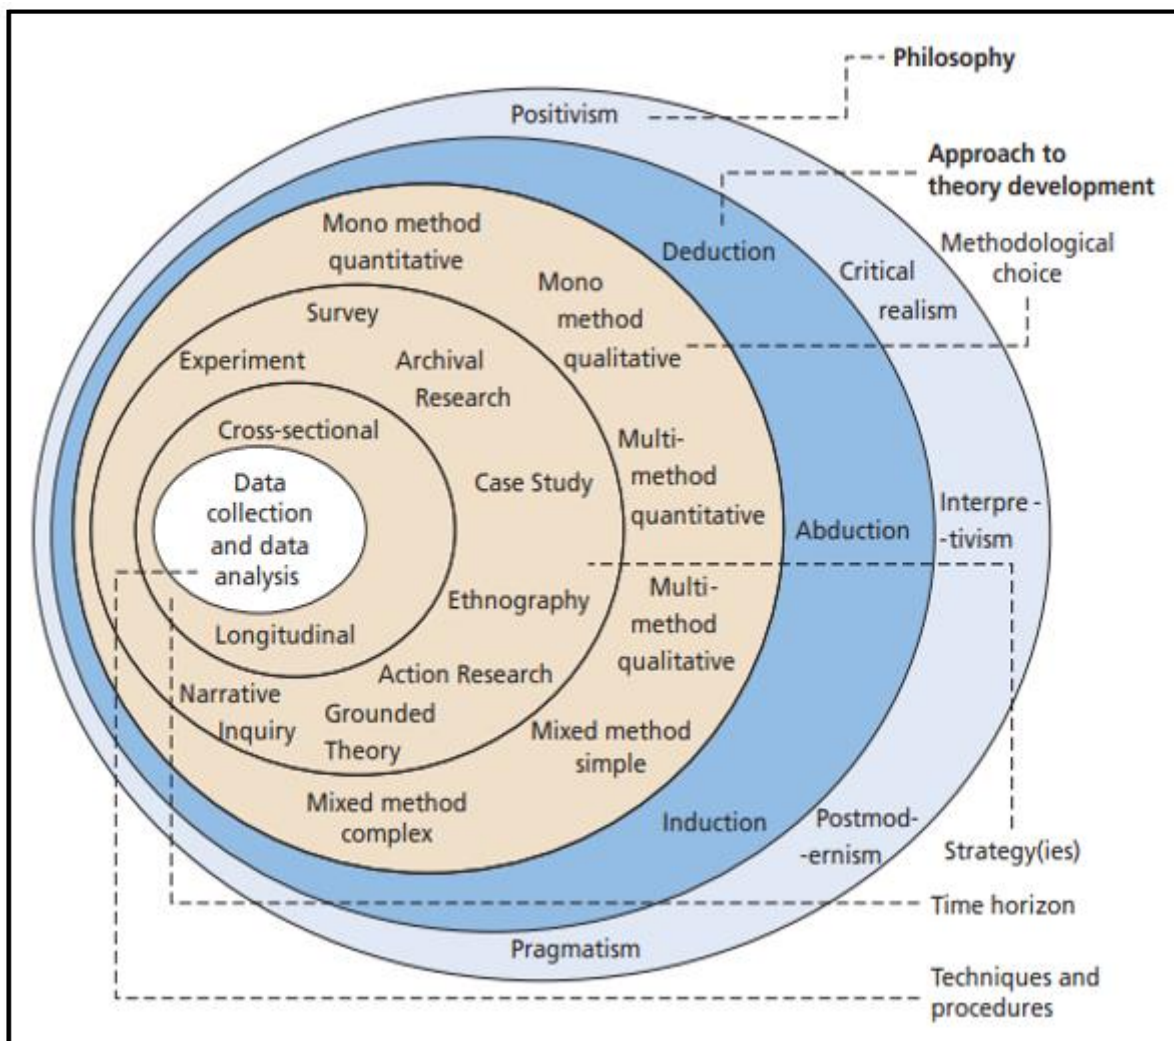 Philosophy
Positivism
Approach to
theory development
Mono method
quantitative
Deduction
Methodological
choice
Critical
realism
Mono
method
qualitative
Survey
Experiment
Archival
Research
Cross-sectional
Multi-
method
quantitative
Case Study
Data
collection
and data
analysis
Abduction
Interpre -
-tivism
Ethnography
Multi-
method
qualitative
Longitudinal
Action Research
Narrative
Inquiry
Grounded
Theory
Mixed method
simple
Mixed method
complex
Induction
Postmod-
-ernism
Strategy(ies)
Time horizon
Pragmatism
Techniques and
procedures